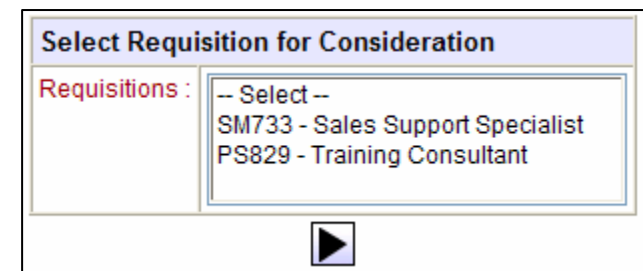 Select Requisition for Consideration
Requisitions :
-- Select --
SM733 - Sales Support Specialist
PS829 - Training Consultant